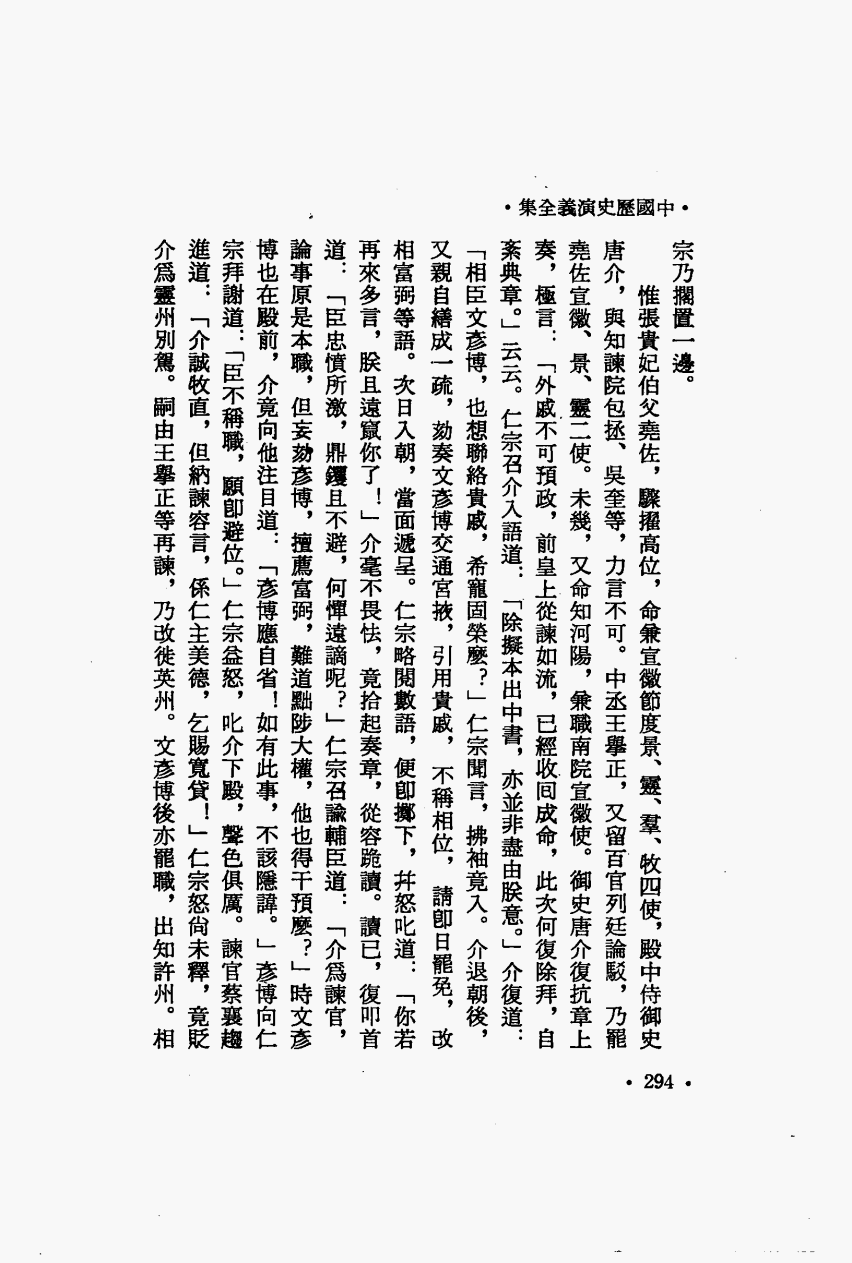 •中國歷史演義全集•
宗乃擱置一邊。
惟張貴妃伯父堯佐，驟擢高位，命兼宣徽節度景、靈、羣、牧四使，殿中侍御史
唐介，與知諫院包拯、吳奎等，力言不可。中丞王舉正，又留百官列廷論駁，乃罷
堯佐宣徽、景、靈二使。未幾，又命知河陽，兼職南院宣徽使。御史唐介復抗章上
奏，極言：「外戚不可預政，前皇上從諫如流，已經收回成命，此次何復除拜，自
紊典章。」云云。仁宗召介入語道：「除擬本出中書，亦並非盡由朕意。」介復道：
「相臣文彥博，也想聯絡貴戚，希寵固榮麼？」仁宗聞言，拂袖竟入。介退朝後，
又親自繕成一疏，劾奏文彥博交通宮掖，引用貴戚，不稱相位，請卽日罷免，改
相富弼等語。次日入朝，當面遞呈。仁宗略閱數語，便卽擲下，幷怒叱道：「你若
再來多言，朕且遠竄你了！」介毫不畏怯，竟拾起奏章，從容跪讀。讀已，復叩首
道：「臣忠憤所激，鼎鑊且不避，何憚遠謫呢？」仁宗召諭輔臣道：「介爲諫官，
論事原是本職，但妄劾彥博，擅薦富弼，難道黜陟大權，他也得干預麼？」時文彥
博也在殿前，介竟向他注目道：「彥博應自省！如有此事，不該隱諱。」彥博向仁
宗拜謝道：「臣不稱職，願卽避位。」仁宗益怒，叱介下殿，聲色俱厲。諫官蔡襄趨
進道：「介誠牧直，但納諫容言，係仁主美德，乞賜寬貸！」仁宗怒尙未釋，竟貶
介爲靈州別駕。嗣由王舉正等再諫，乃改徙英州。文彥博後亦罷職，出知許州。相
•294•